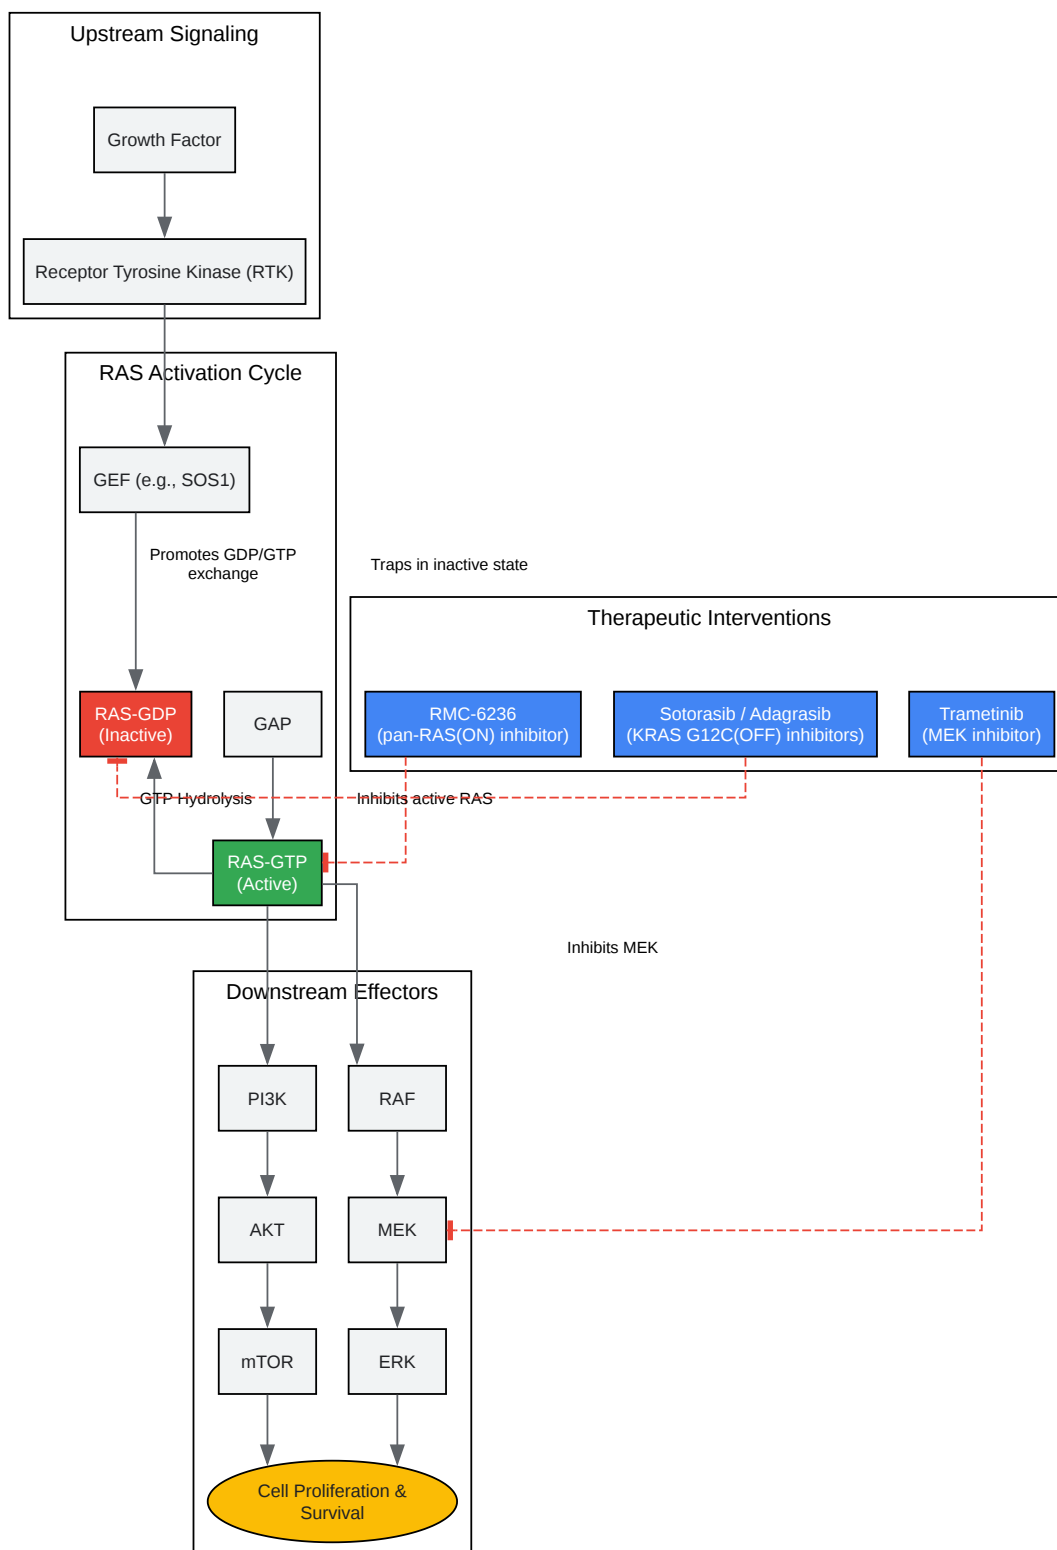 Upstream Signaling
Growth Factor
Receptor Tyrosine Kinase (RTK)
RAS Activation Cycle
GEF (e.g., SOS1)
Promotes GDP/GTP
exchange
Traps in inactive state
Therapeutic Interventions
RAS-GDP
(Inactive)
GAP
RMC-6236
(pan-RAS(ON) inhibitor)
Sotorasib / Adagrasib
(KRAS G12C(OFF) inhibitors)
Trametinib
(MEK inhibitor)
GTP Hydrolysis
Inhibits active RAS
RAS-GTP
(Active)
Inhibits MEK
Downstream Effectors
PI3K
RAF
AKT
MEK
mTOR
ERK
Cell Proliferation &
Survival